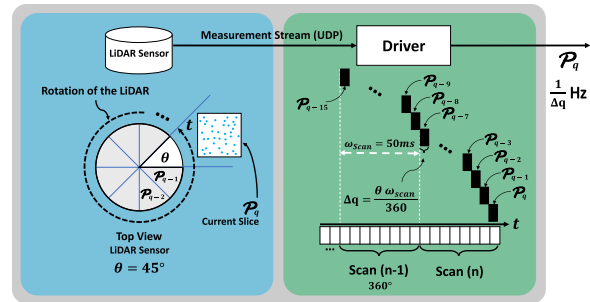 LiDAR Sensor
Measurement Stream (UDP)
Driver
𝒫q
1/Δq Hz
Rotation of the LiDAR
t
θ
𝒫q−1
𝒫q−2
𝒫q
Current Slice
Top View
LiDAR Sensor
θ = 45°
𝒫q−15
...
𝒫q−9
𝒫q−8
𝒫q−7
ωScan = 50ms
Δq = θ ωscan / 360
...
𝒫q−3
𝒫q−2
𝒫q−1
𝒫q
t
...
Scan (n-1)
360°
Scan (n)